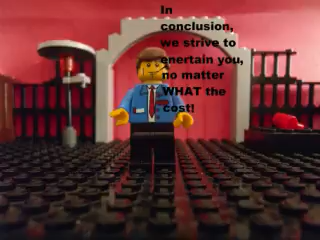 In
conclusion,
we strive to
enertain you,
no matter
WHAT the
cost!